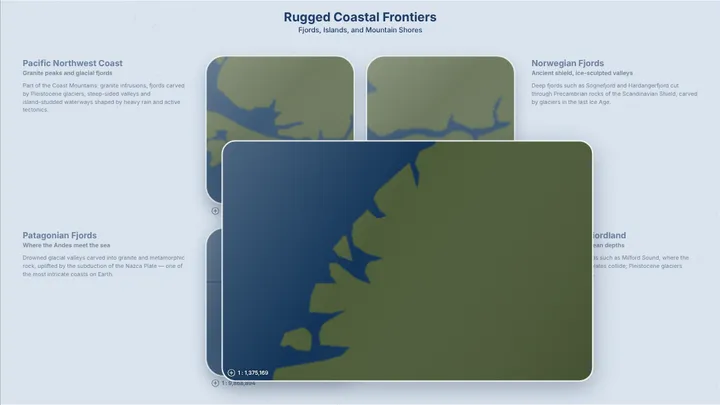 Rugged Coastal Frontiers
Fjords, Islands, and Mountain Shores
Pacific Northwest Coast
Granite peaks and glacial fjords
Part of the Coast Mountains: granite intrusions, fjords carved
by Pleistocene glaciers, steep-sided valleys and
island-studded waterways shaped by heavy rain and active
tectonics.
Norwegian Fjords
Ancient shield, ice-sculpted valleys
Deep fjords such as Sognefjord and Hardangerfjord cut
through Precambrian rocks of the Scandinavian Shield, carved
by glaciers in the last Ice Age.
Patagonian Fjords
Where the Andes meet the sea
Drowned glacial valleys carved into granite and metamorphic
rock, uplifted by the subduction of the Nazca Plate — one of
the most intricate coasts on Earth.
such as Milford Sound, where the
collide; Pleistocene glaciers
1 : 1,375,169